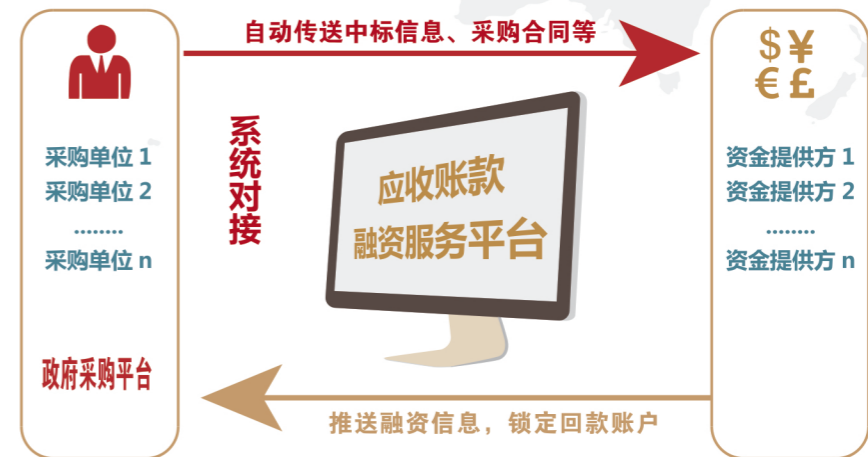 自动传送中标信息、采购合同等
$¥
€£
采购单位 1
采购单位 2
........
采购单位 n
政府采购平台
系统对接
应收账款
融资服务平台
资金提供方 1
资金提供方 2
........
资金提供方 n
推送融资信息，锁定回款账户